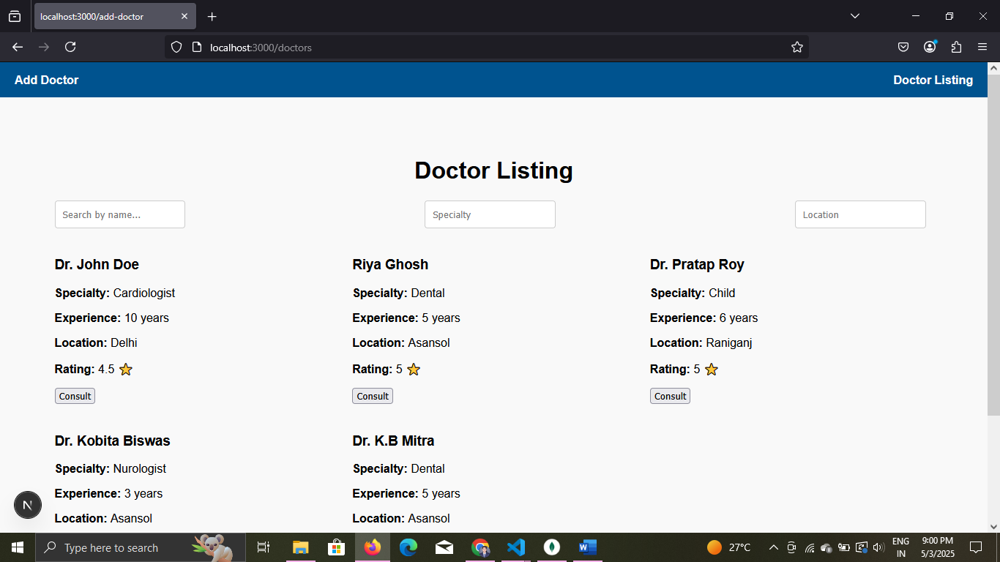 localhost:3000/add-doctor
localhost:3000/doctors
Add Doctor Doctor Listing
Doctor Listing
Search by name... Specialty Location
Dr. John Doe Riya Ghosh Dr. Pratap Roy
Specialty: Cardiologist Specialty: Dental Specialty: Child
Experience: 10 years Experience: 5 years Experience: 6 years
Location: Delhi Location: Asansol Location: Raniganj
Rating: 4.5 Rating: 5 Rating: 5
Consult Consult Consult
Dr. Kobita Biswas Dr. K.B Mitra
Specialty: Nurologist Specialty: Dental
Experience: 3 years Experience: 5 years
Location: Asansol Location: Asansol
N
Type here to search 27°C ENG 9:00 PM
IN 5/3/2025